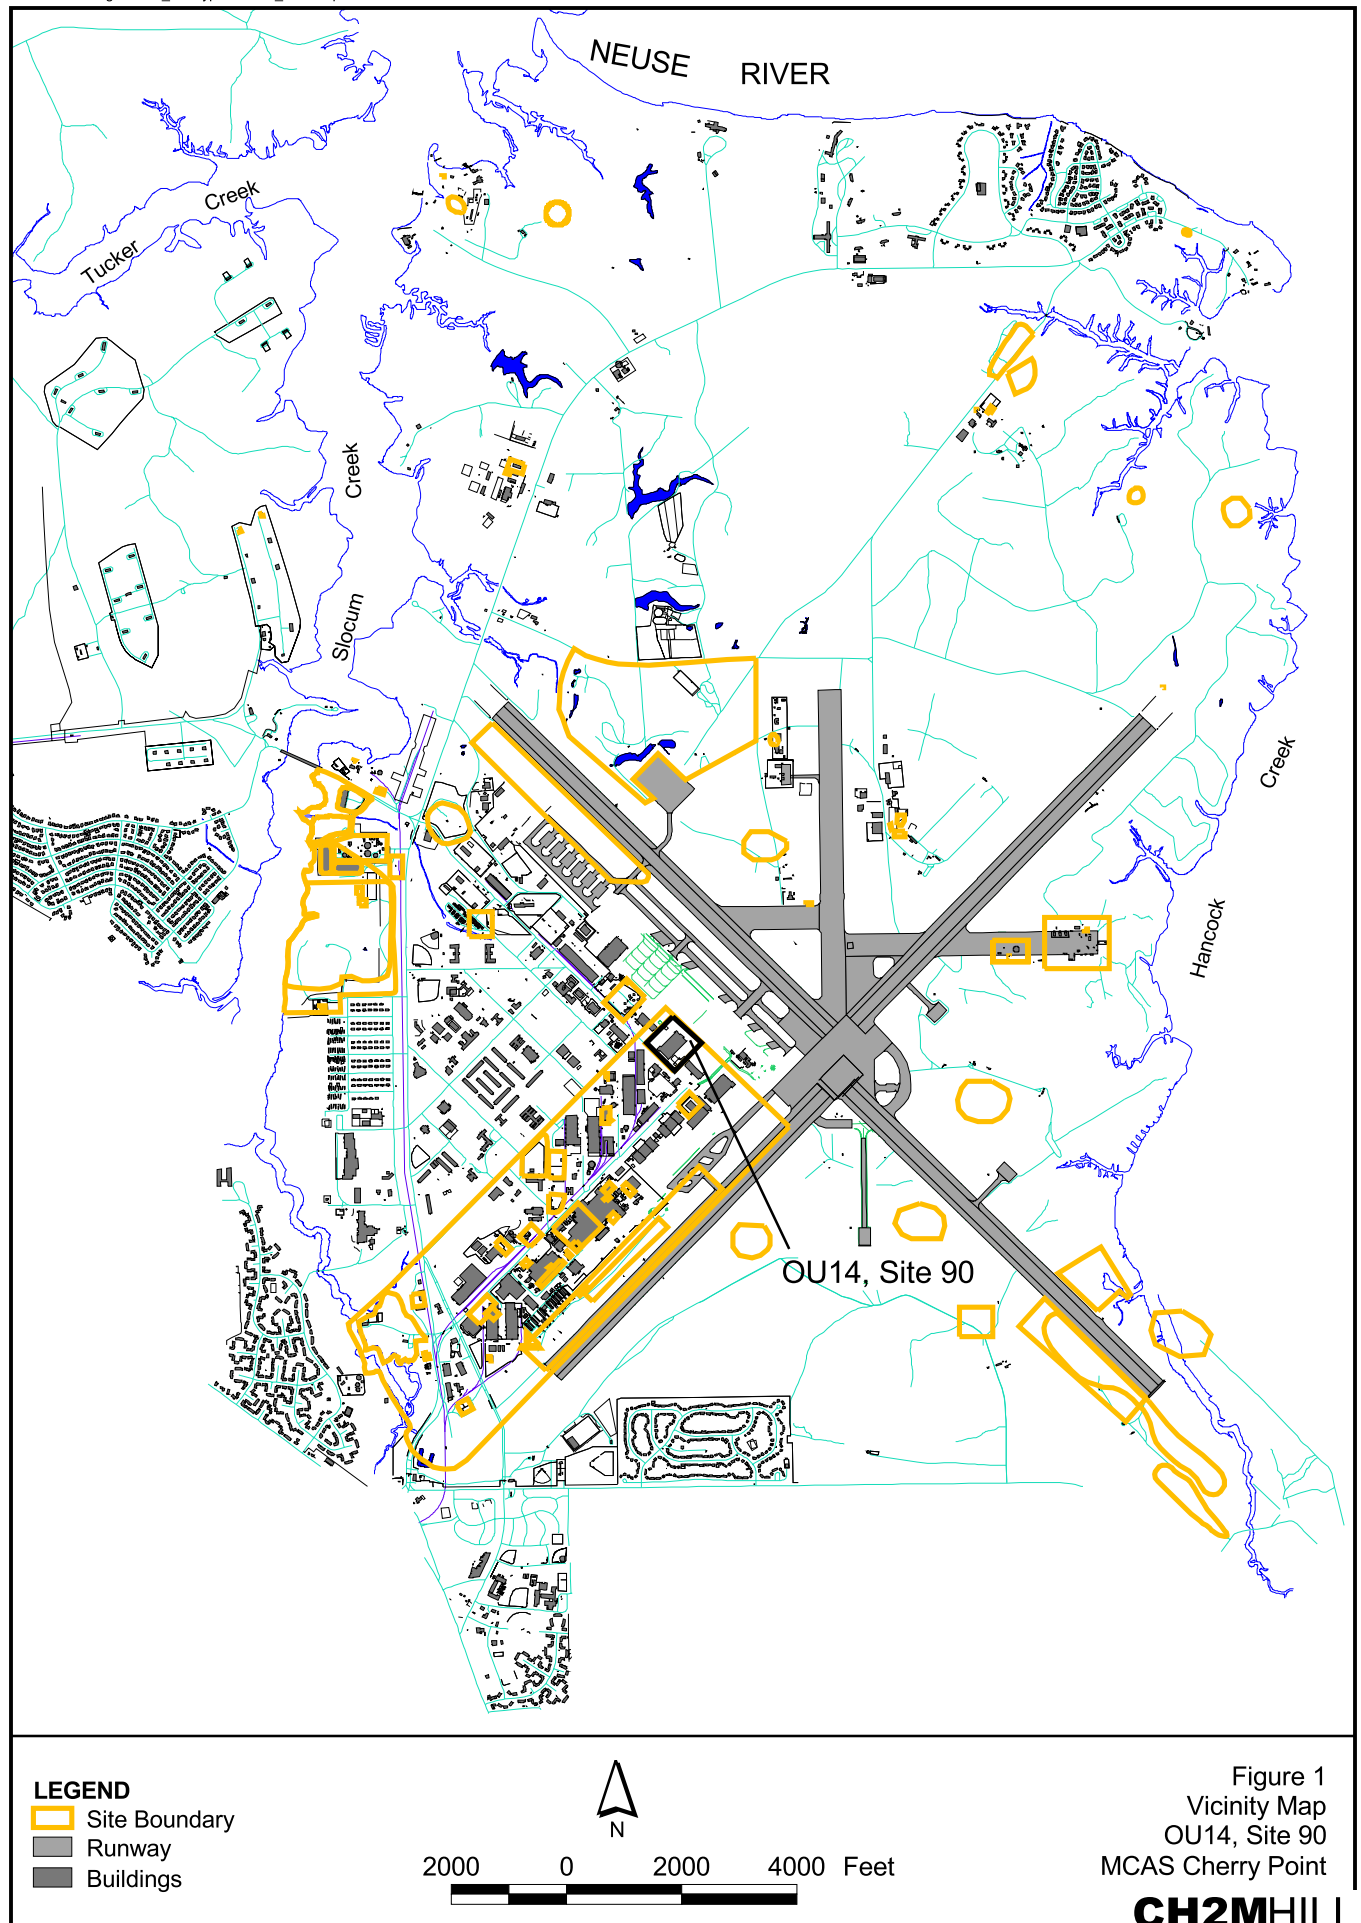 NEUSE RIVER
Creek
Tucker
Creek
Slocum
Creek
Hancock
OU14, Site 90
LEGEND
Site Boundary
Runway
Buildings
N
2000 0 2000 4000 Feet
Figure 1
Vicinity Map
OU14, Site 90
MCAS Cherry Point
CH2MHILL